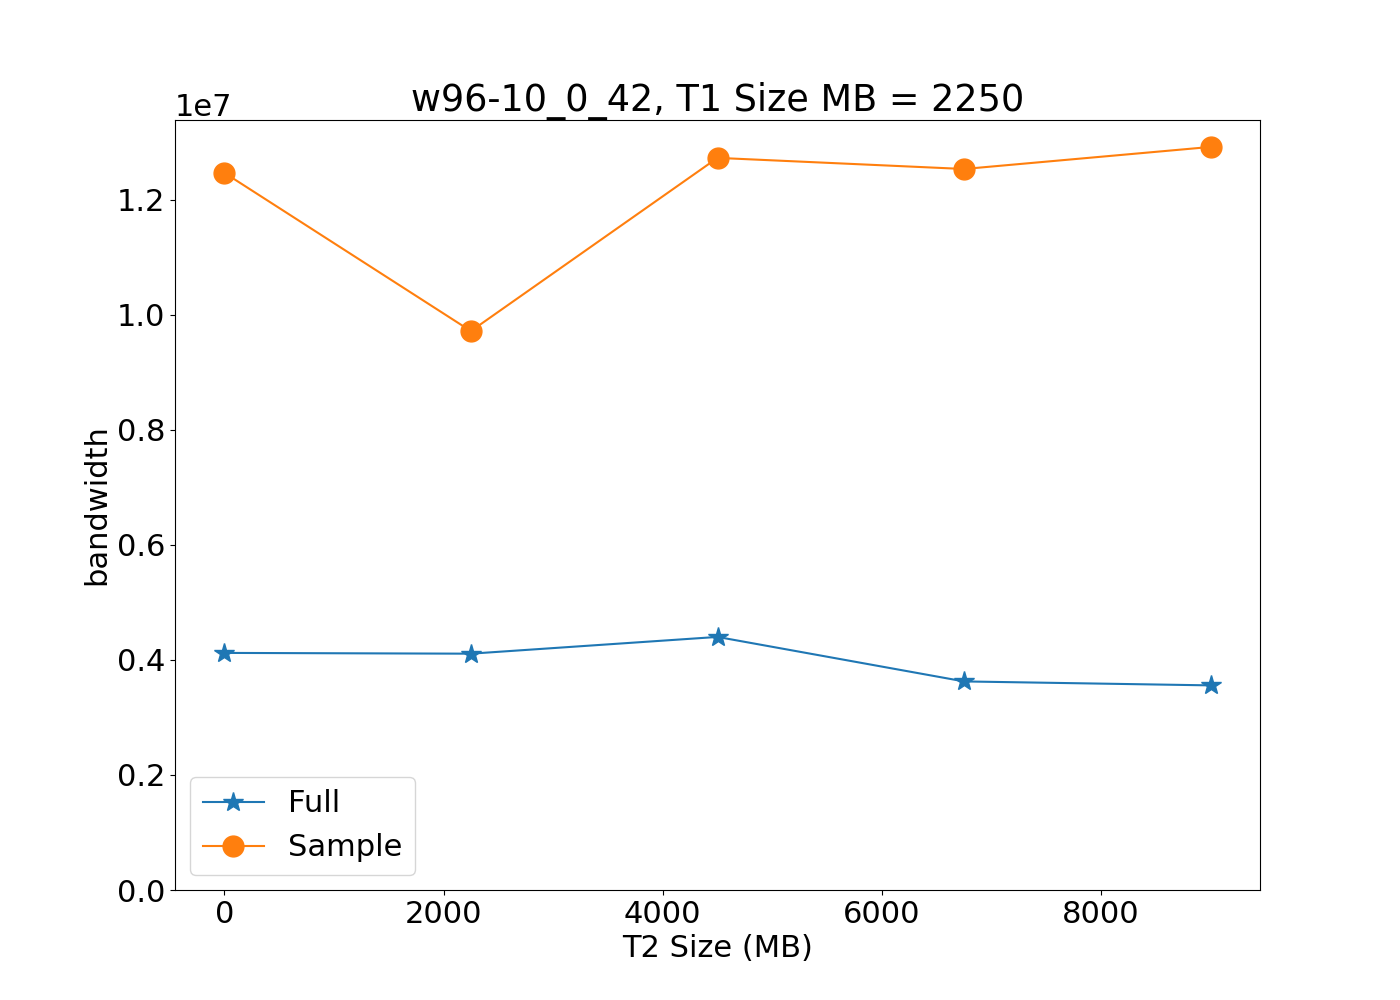 w96-10_0_42, T1 Size MB = 2250
1e7
1.2
1.0
0.8
0.6
0.4
0.2
0.0
bandwidth
Full
Sample
0 2000 4000 6000 8000
T2 Size (MB)